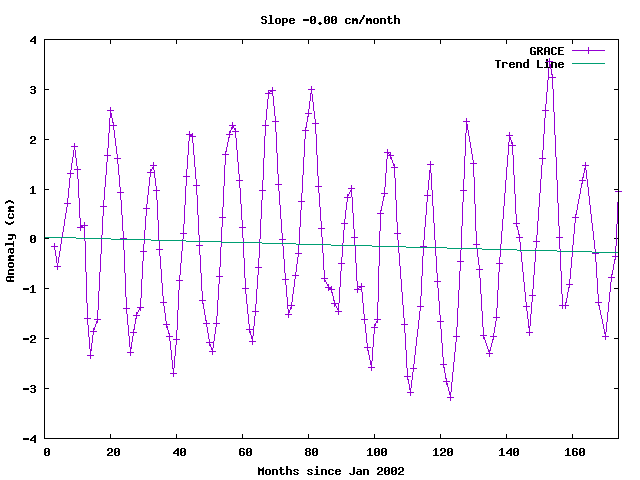 Slope -0.00 cm/month
GRACE
Trend Line
4
3
2
1
0
-1
-2
-3
-4
Anomaly (cm)
0 20 40 60 80 100 120 140 160
Months since Jan 2002